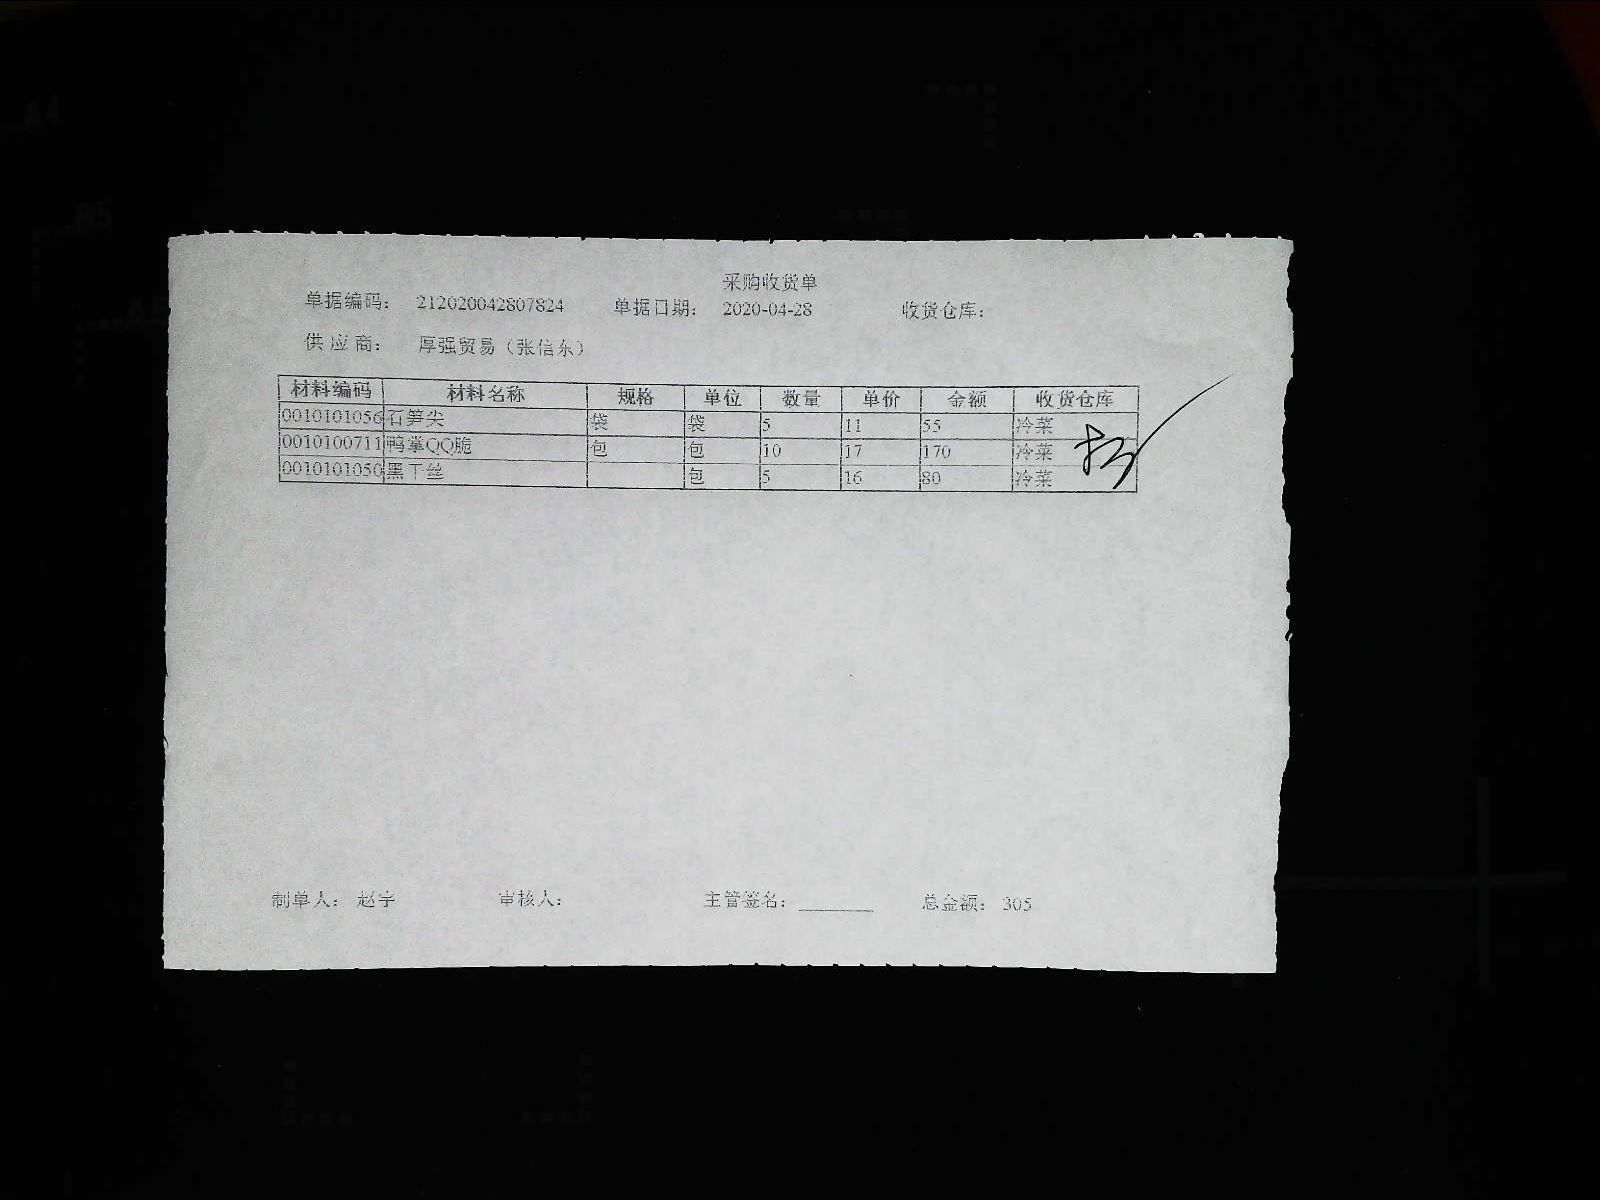 采购收货单
单据编码： 212020042807824 单据日期： 2020-04-28 收货仓库：
供应商： 厚强贸易（张信东）
材料编码 材料名称 规格 单位 数量 单价 金额 收货仓库
0010101056 石笋尖 袋 袋 5 11 55 冷菜
0010100711 鸭掌QQ脆 包 包 10 17 170 冷菜
0010101050 黑干丝 包 5 16 80 冷菜
制单人： 赵宇 审核人： 主管签名： 总金额： 305
A4
B5
A5